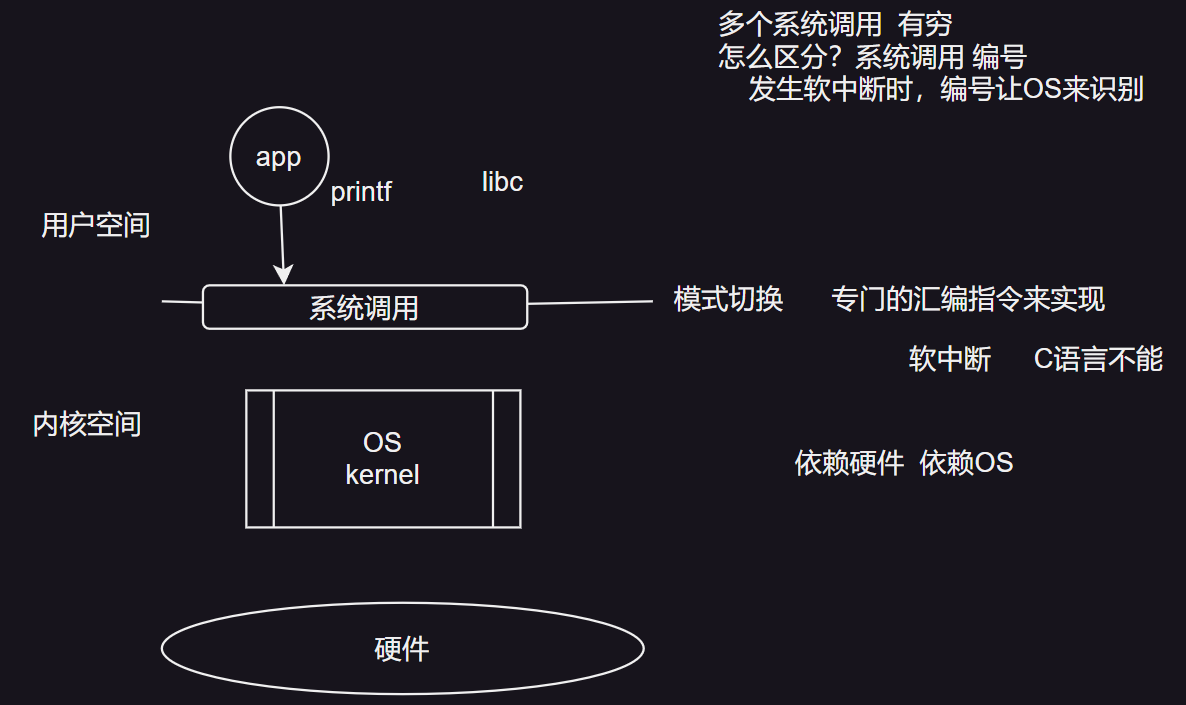 多个系统调用 有穷
怎么区分？系统调用 编号
发生软中断时，编号让OS来识别
app
printf
libc
用户空间
系统调用
模式切换
专门的汇编指令来实现
软中断
C语言不能
内核空间
OS
kernel
依赖硬件 依赖OS
硬件